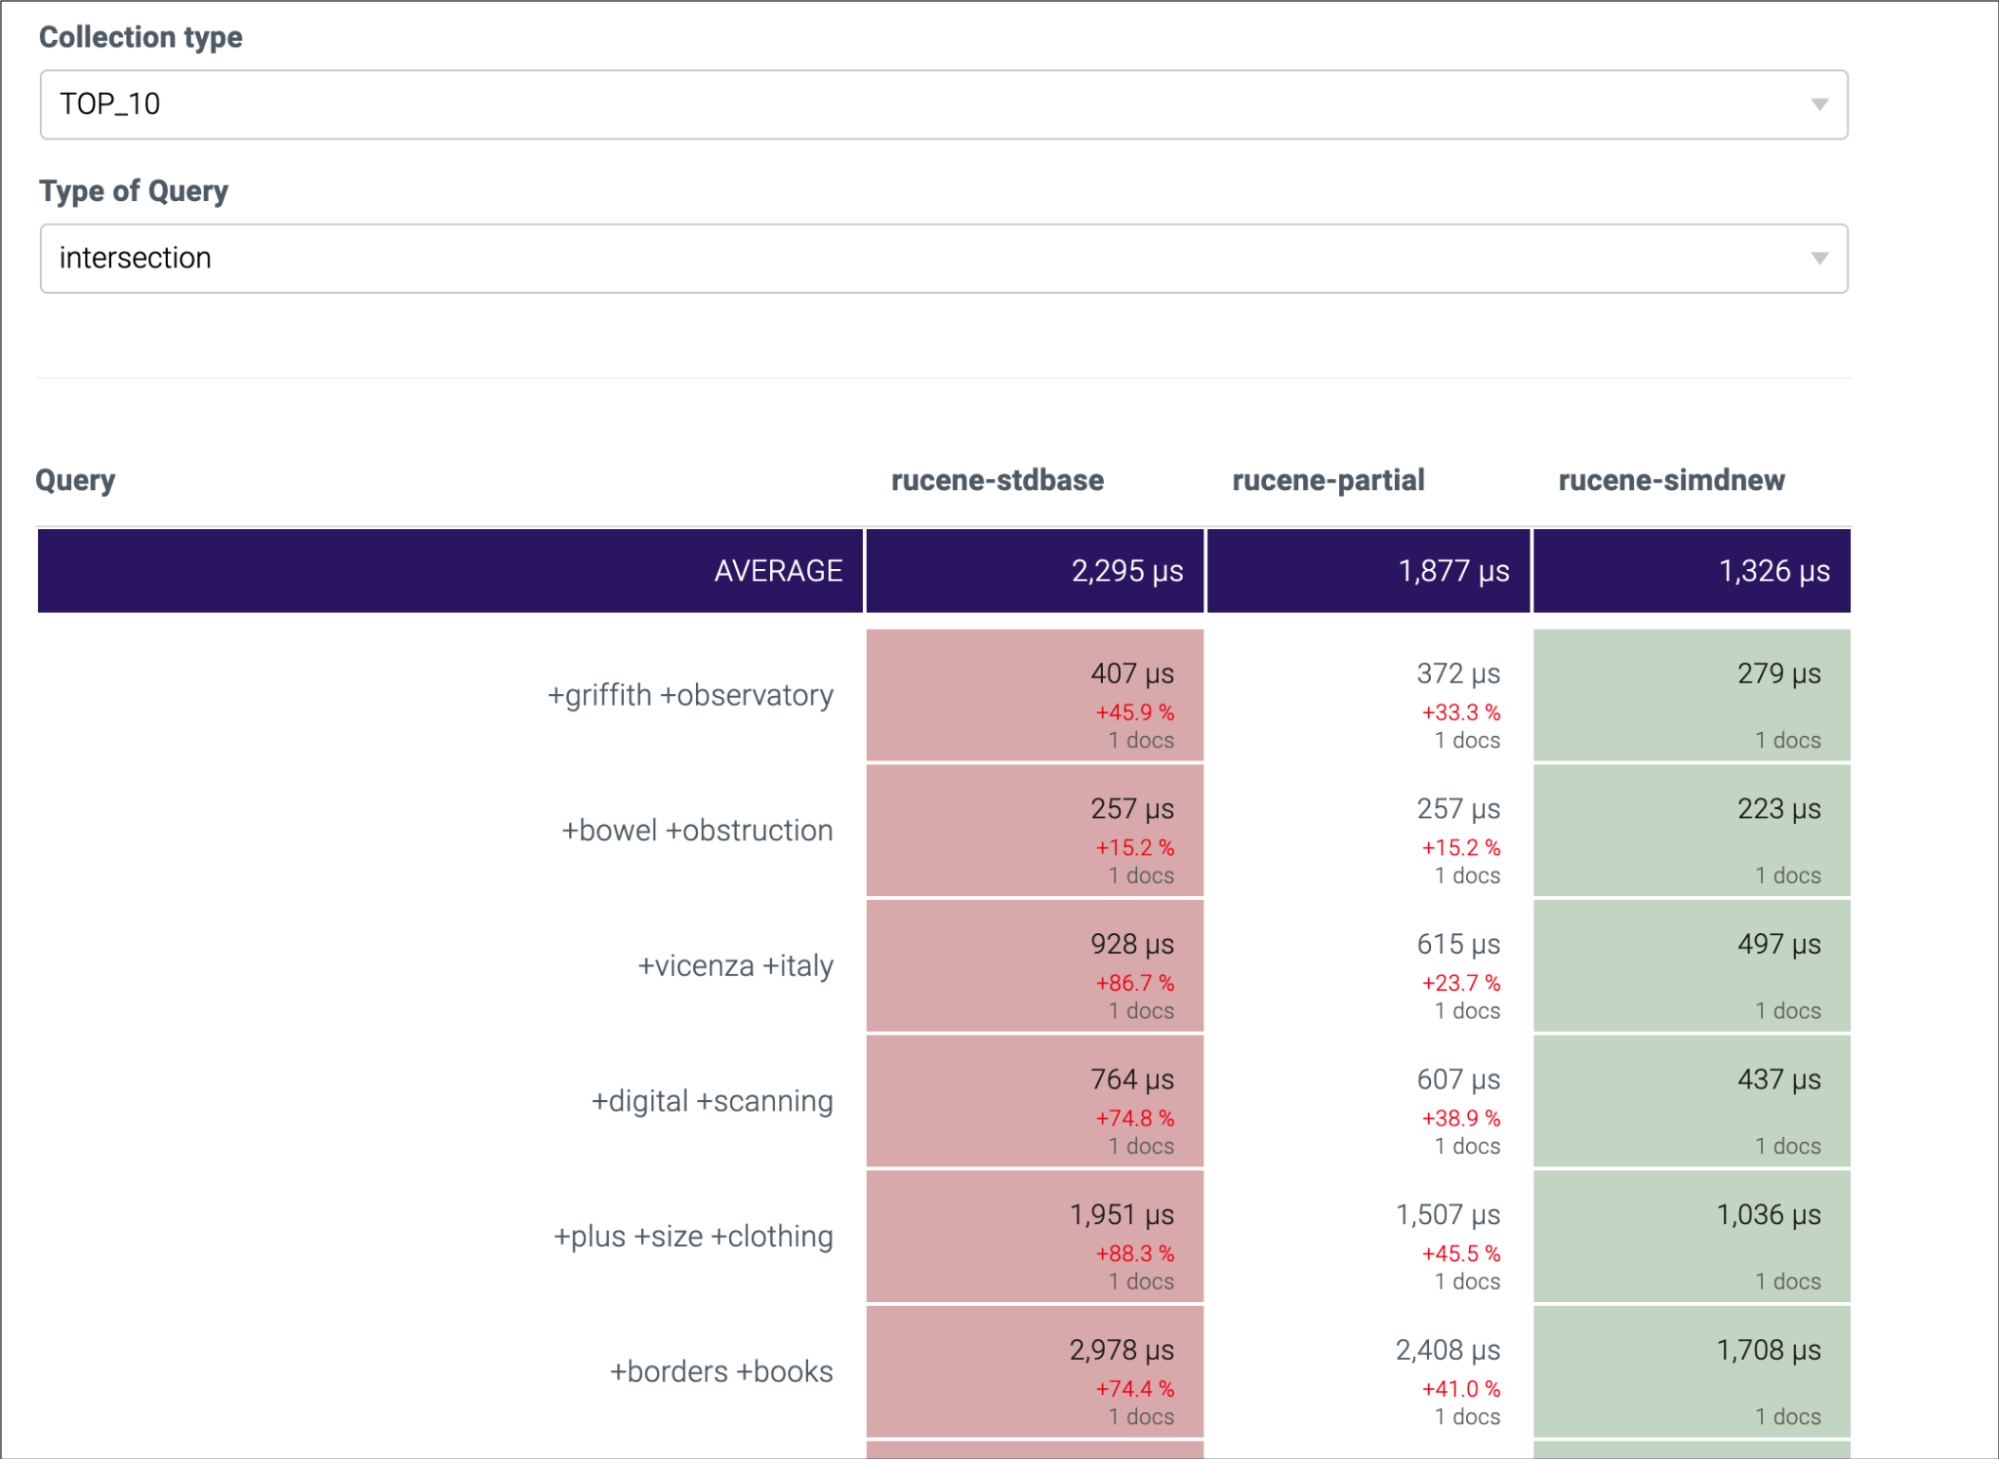 Collection type
TOP_10
Type of Query
intersection
Query rucene-stdbase rucene-partial rucene-simdnew
AVERAGE 2,295 µs 1,877 µs 1,326 µs
+griffith +observatory
407 µs 372 µs 279 µs
+45.9 % +33.3 %
1 docs 1 docs 1 docs
+bowel +obstruction
257 µs 257 µs 223 µs
+15.2 % +15.2 %
1 docs 1 docs 1 docs
+vicenza +italy
928 µs 615 µs 497 µs
+86.7 % +23.7 %
1 docs 1 docs 1 docs
+digital +scanning
764 µs 607 µs 437 µs
+74.8 % +38.9 %
1 docs 1 docs 1 docs
+plus +size +clothing
1,951 µs 1,507 µs 1,036 µs
+88.3 % +45.5 %
1 docs 1 docs 1 docs
+borders +books
2,978 µs 2,408 µs 1,708 µs
+74.4 % +41.0 %
1 docs 1 docs 1 docs